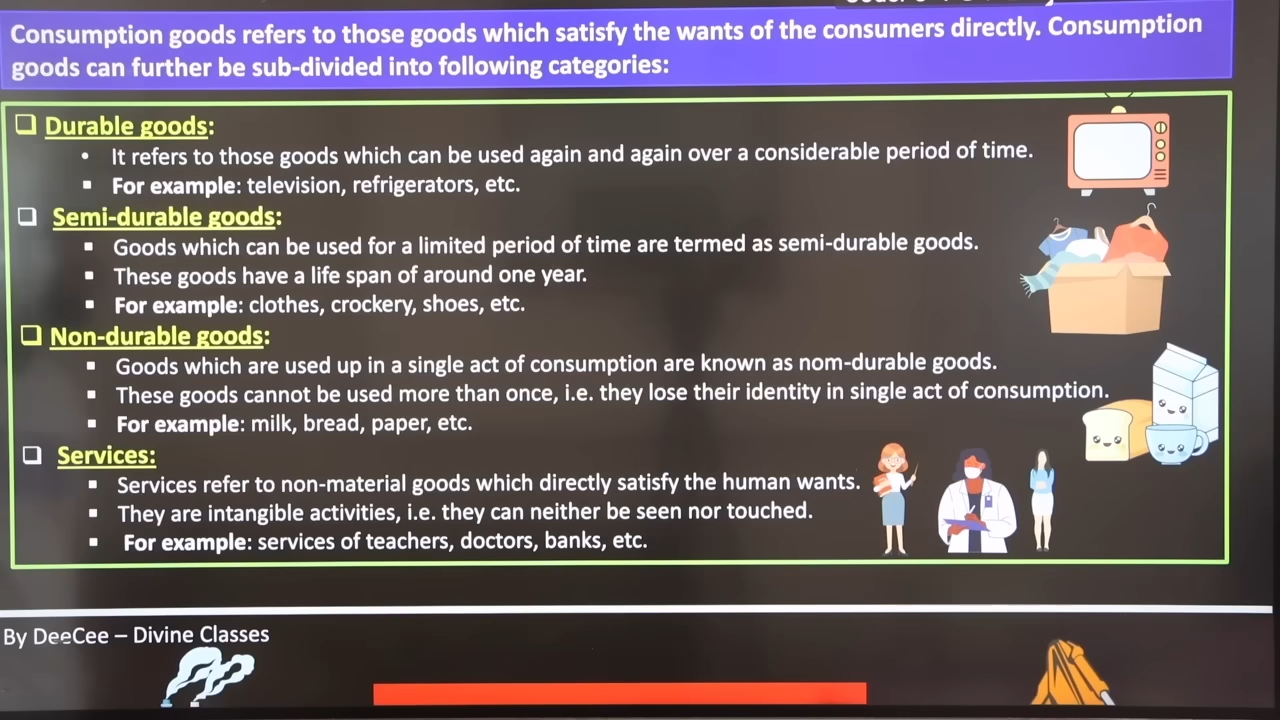 Consumption goods refers to those goods which satisfy the wants of the consumers directly. Consumption
goods can further be sub-divided into following categories:
Durable goods:
It refers to those goods which can be used again and again over a considerable period of time.
For example: television, refrigerators, etc.
Semi-durable goods:
Goods which can be used for a limited period of time are termed as semi-durable goods.
These goods have a life span of around one year.
For example: clothes, crockery, shoes, etc.
Non-durable goods:
Goods which are used up in a single act of consumption are known as nom-durable goods.
These goods cannot be used more than once, i.e. they lose their identity in single act of consumption.
For example: milk, bread, paper, etc.
Services:
Services refer to non-material goods which directly satisfy the human wants.
They are intangible activities, i.e. they can neither be seen nor touched.
For example: services of teachers, doctors, banks, etc.
By DeeCee – Divine Classes